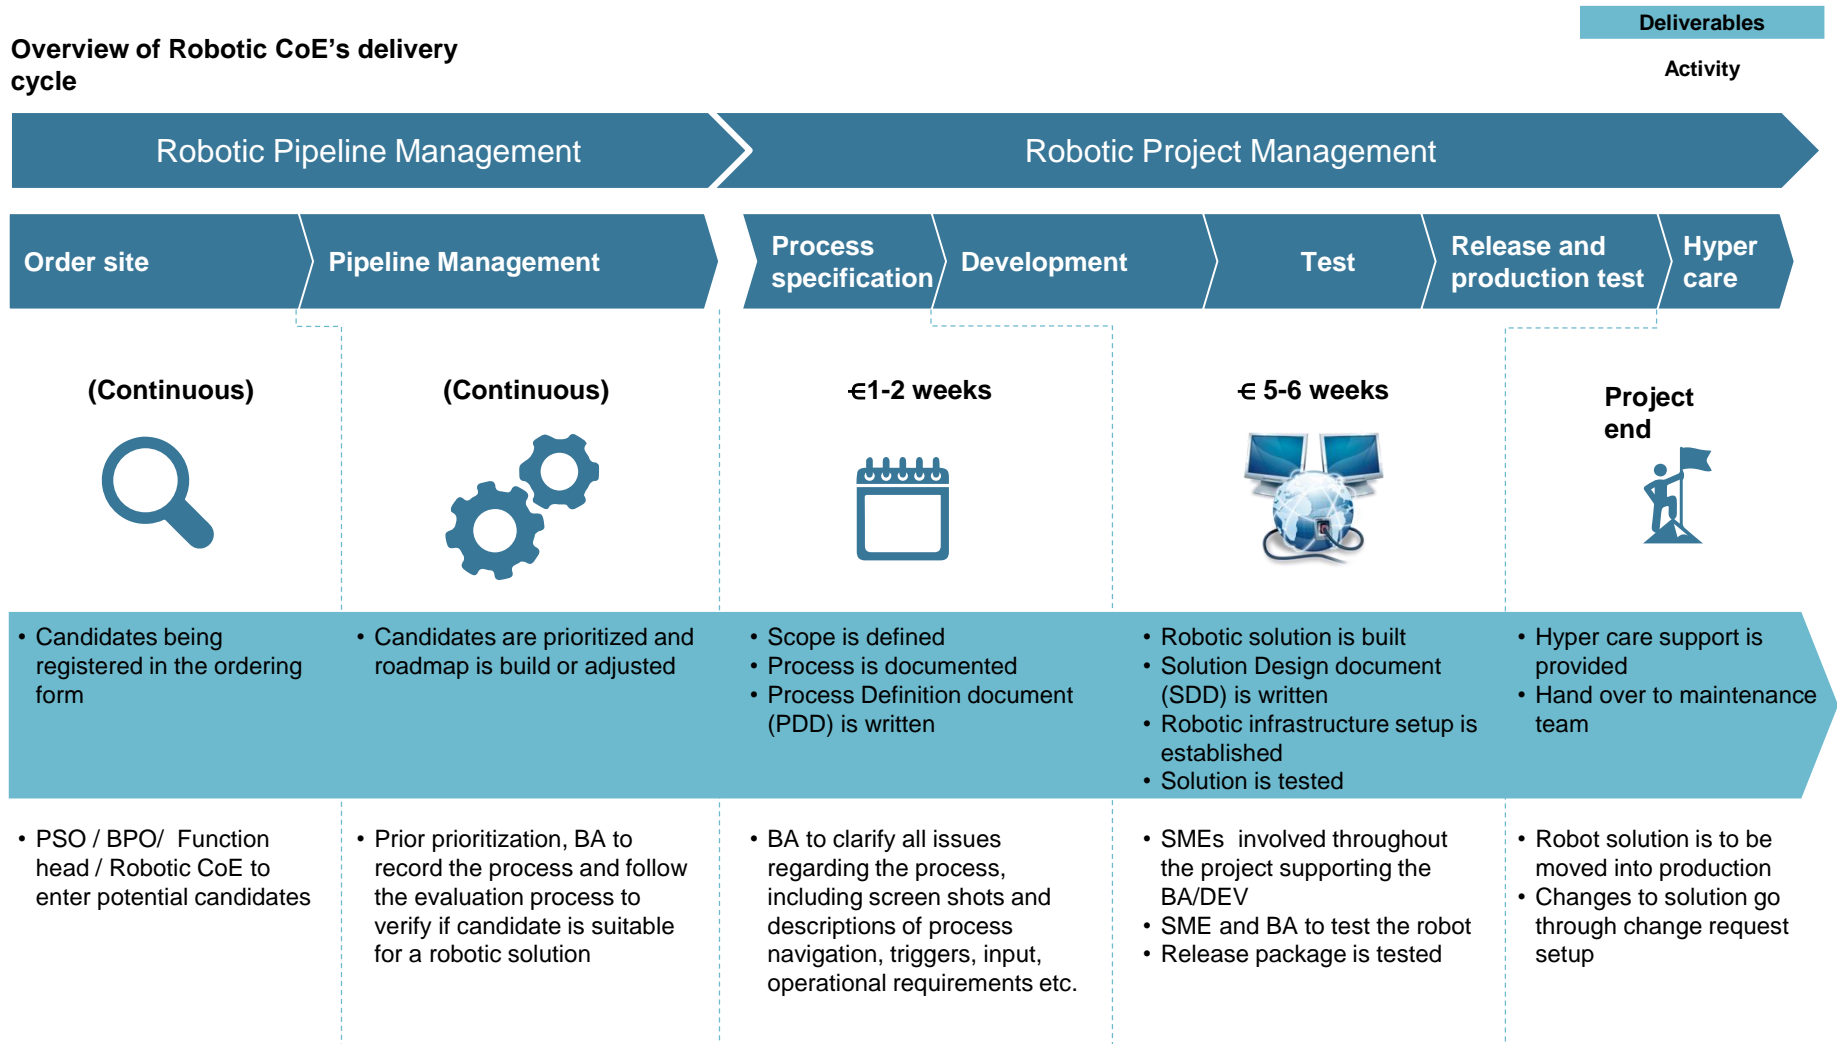 Deliverables
Overview of Robotic CoE's delivery
cycle
Activity
Robotic Pipeline Management
Robotic Project Management
Order site
Pipeline Management
Process
specification
Development
Test
Release and
production test
Hyper
care
(Continuous)
(Continuous)
∈1-2 weeks
∈ 5-6 weeks
Project
end
• Candidates being
registered in the ordering
form
• Candidates are prioritized and
roadmap is build or adjusted
• Scope is defined
• Process is documented
• Process Definition document
(PDD) is written
• Robotic solution is built
• Solution Design document
(SDD) is written
• Robotic infrastructure setup is
established
• Solution is tested
• Hyper care support is
provided
• Hand over to maintenance
team
• PSO / BPO/ Function
head / Robotic CoE to
enter potential candidates
• Prior prioritization, BA to
record the process and follow
the evaluation process to
verify if candidate is suitable
for a robotic solution
• BA to clarify all issues
regarding the process,
including screen shots and
descriptions of process
navigation, triggers, input,
operational requirements etc.
• SMEs involved throughout
the project supporting the
BA/DEV
• SME and BA to test the robot
• Release package is tested
• Robot solution is to be
moved into production
• Changes to solution go
through change request
setup